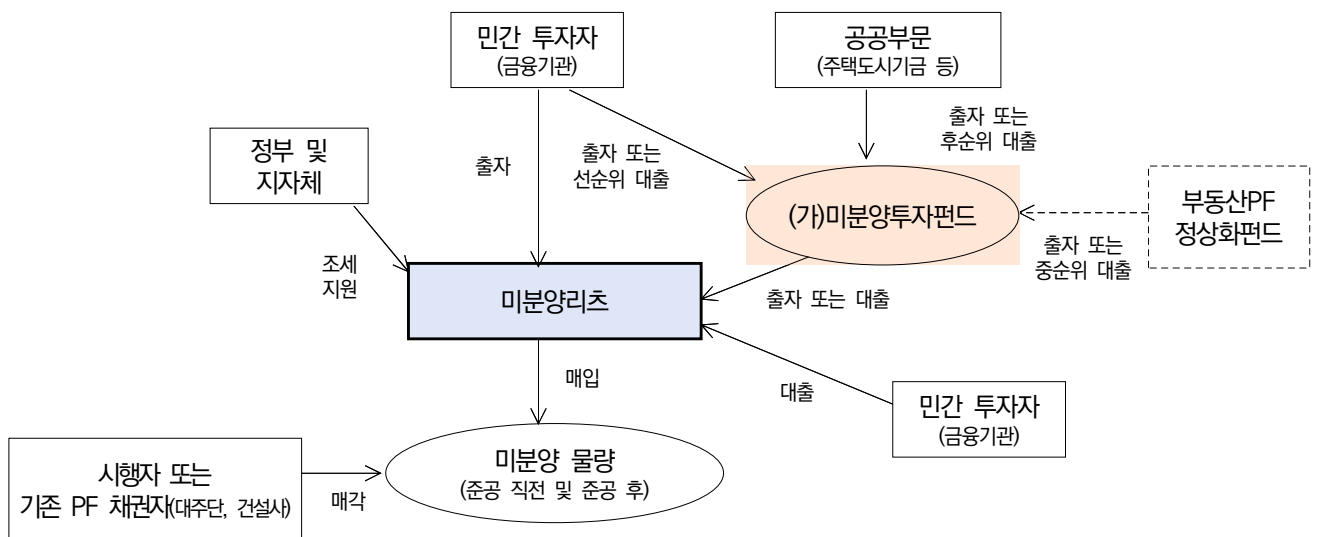 민간 투자자
(금융기관)
공공부문
(주택도시기금 등)
정부 및
지자체
출자
출자 또는
선순위 대출
출자 또는
후순위 대출
(가)미분양투자펀드
부동산PF
정상화펀드
출자 또는
중순위 대출
조세
지원
미분양리츠
출자 또는 대출
매입
대출
민간 투자자
(금융기관)
시행자 또는
기존 PF 채권자(대주단, 건설사)
매각
미분양 물량
(준공 직전 및 준공 후)